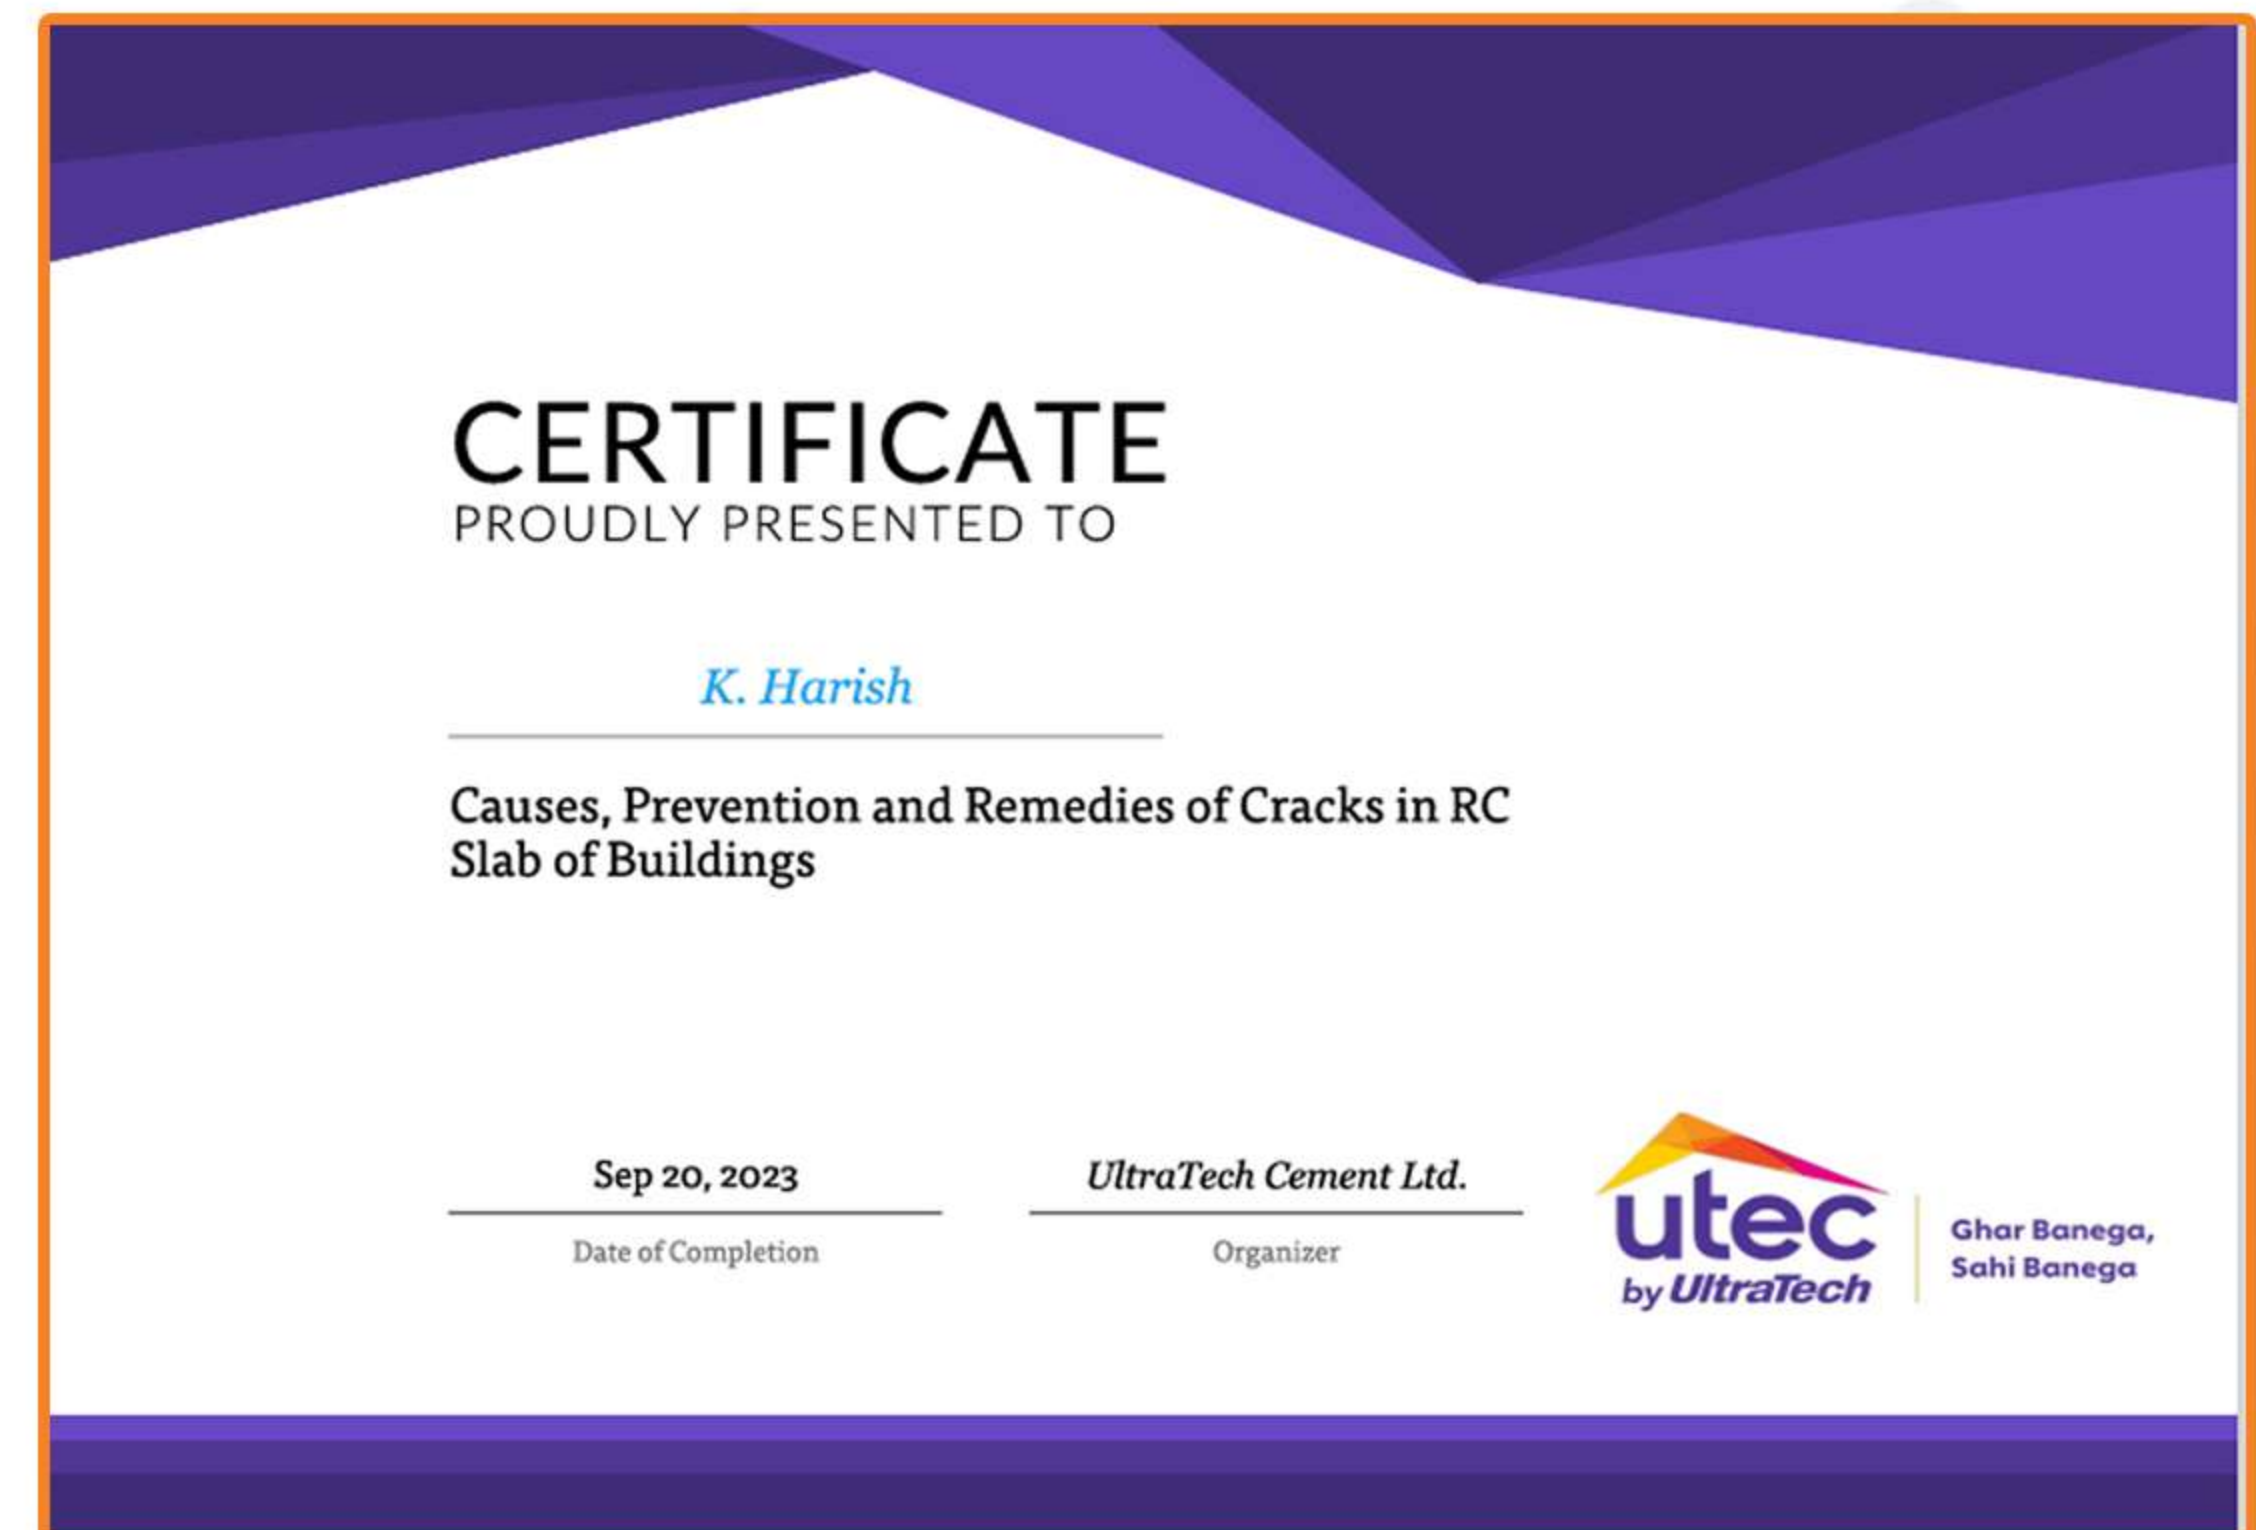 CERTIFICATE
PROUDLY PRESENTED TO
K. Harish
Causes, Prevention and Remedies of Cracks in RC
Slab of Buildings
Sep 20, 2023
Date of Completion
UltraTech Cement Ltd.
Organizer
utec
by UltraTech
Ghar Banega,
Sahi Banega